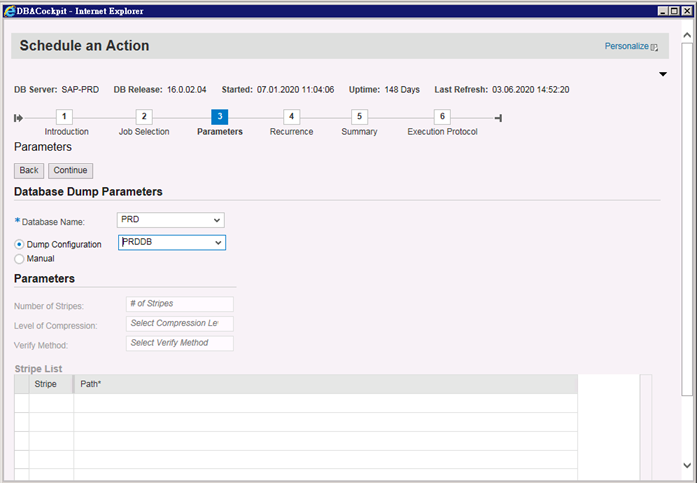 DBACockpit - Internet Explorer
Schedule an Action
Personalize
DB Server: SAP-PRD DB Release: 16.0.02.04 Started: 07.01.2020 11:04:06 Uptime: 148 Days Last Refresh: 03.06.2020 14:52:20
1 2 3 4 5 6
Introduction Job Selection Parameters Recurrence Summary Execution Protocol
Parameters
Back Continue
Database Dump Parameters
* Database Name: PRD
Dump Configuration PRDDB
Manual
Parameters
Number of Stripes: # of Stripes
Level of Compression: Select Compression Le
Verify Method: Select Verify Method
Stripe List
Stripe Path*